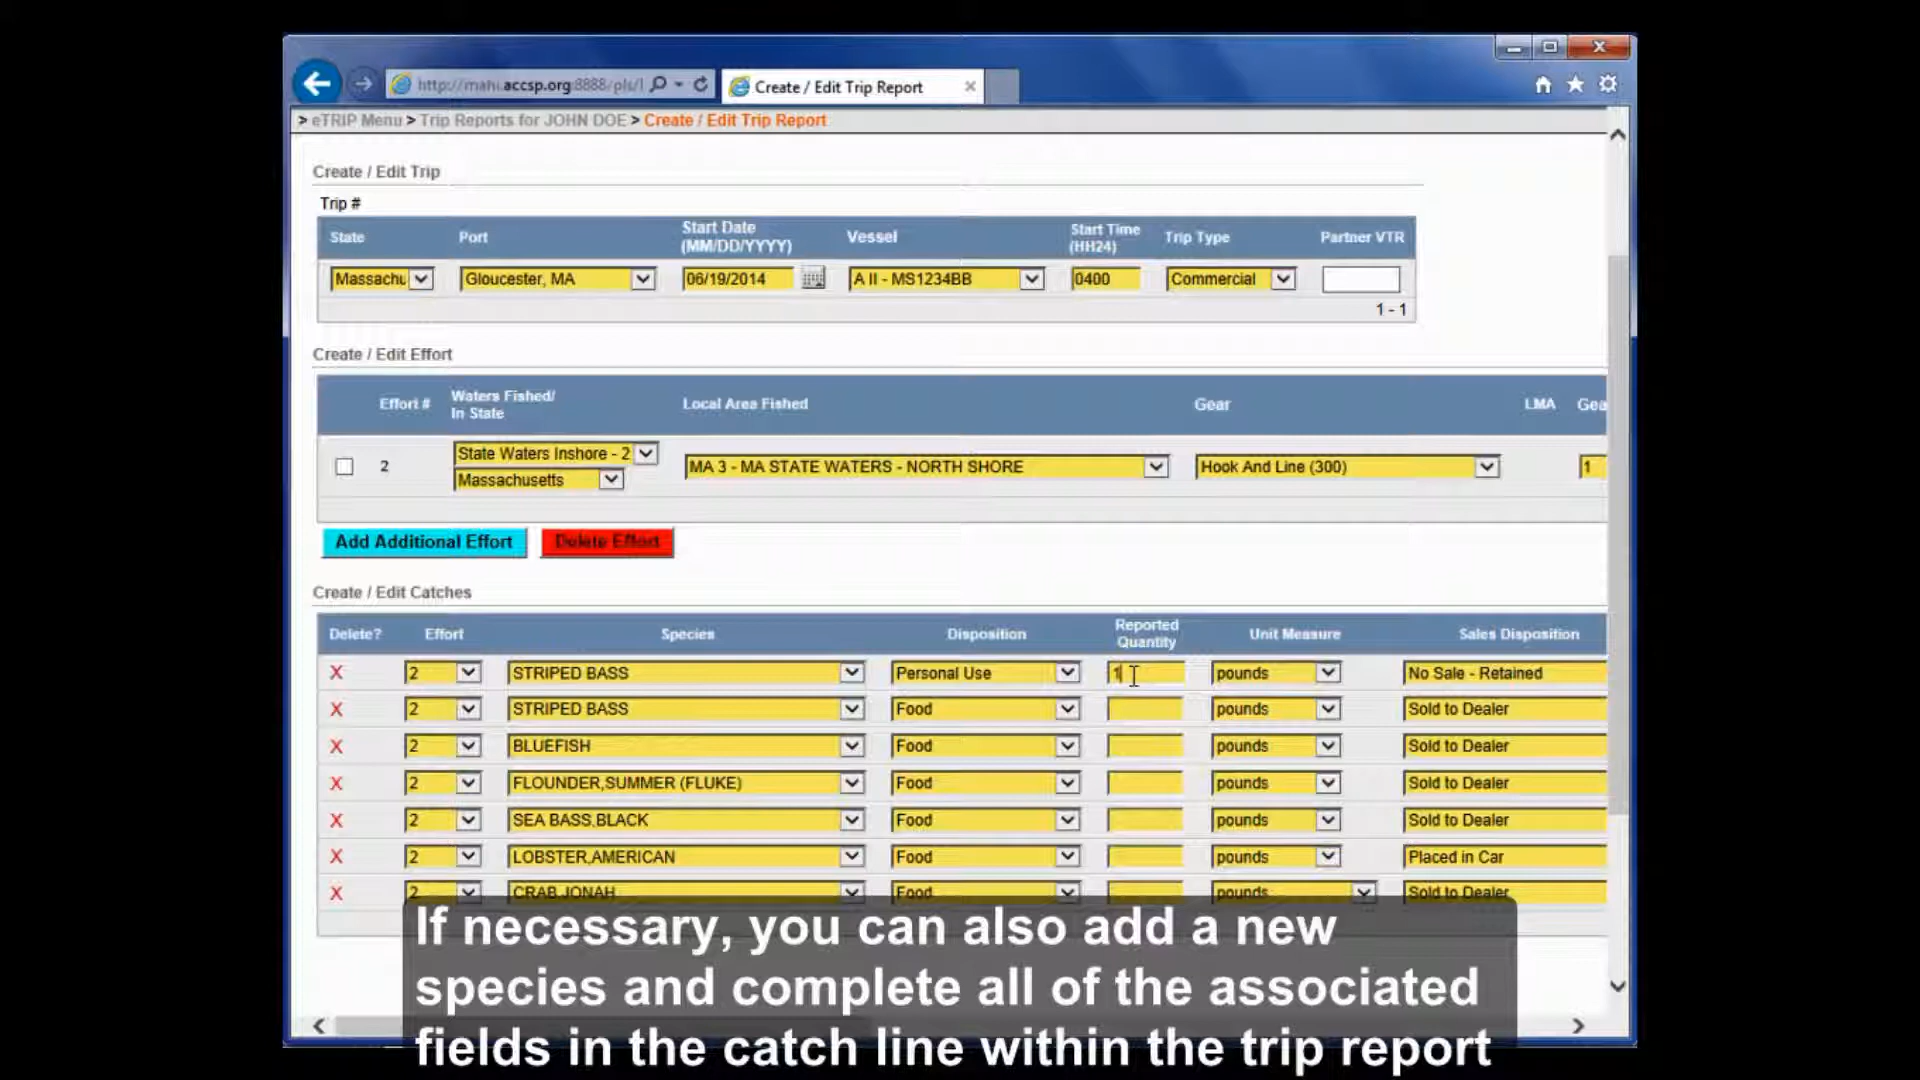 http://mahi.accsp.org:8888/pls/
Create / Edit Trip Report
> eTRIP Menu > Trip Reports for JOHN DOE > Create / Edit Trip Report
Create / Edit Trip
Trip #
State Port Start Date (MM/DD/YYYY) Vessel Start Time (HH24) Trip Type Partner VTR
Massachu Gloucester, MA 06/19/2014 A II - MS1234BB 0400 Commercial
1 - 1
Create / Edit Effort
Effort # Waters Fished/ In State Local Area Fished Gear LMA Gea
2 State Waters Inshore - 2 MA 3 - MA STATE WATERS - NORTH SHORE Hook And Line (300) 1
Massachusetts
Add Additional Effort Delete Effort
Create / Edit Catches
Delete? Effort Species Disposition Reported Quantity Unit Measure Sales Disposition
X 2 STRIPED BASS Personal Use 1 pounds No Sale - Retained
X 2 STRIPED BASS Food pounds Sold to Dealer
X 2 BLUEFISH Food pounds Sold to Dealer
X 2 FLOUNDER,SUMMER (FLUKE) Food pounds Sold to Dealer
X 2 SEA BASS,BLACK Food pounds Sold to Dealer
X 2 LOBSTER,AMERICAN Food pounds Placed in Car
X 2 CRAB,JONAH Food pounds Sold to Dealer
If necessary, you can also add a new
species and complete all of the associated
fields in the catch line within the trip report